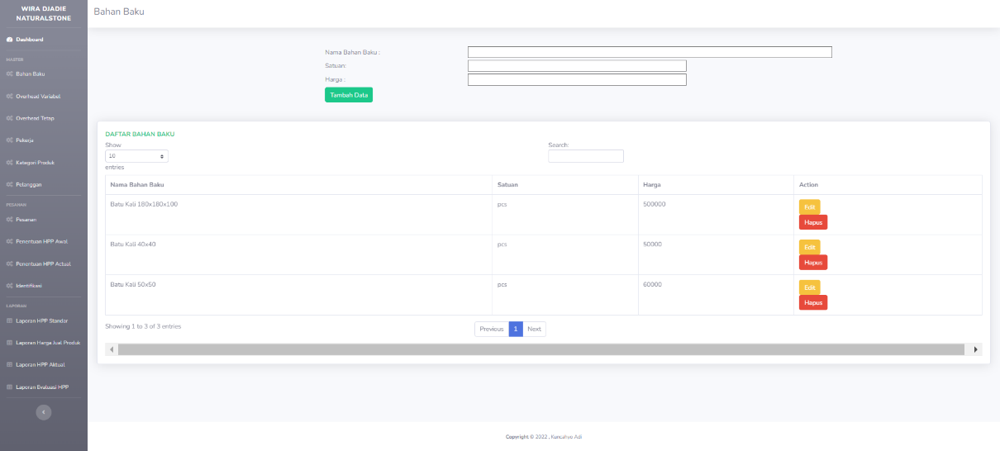 WIRA DJADIE
NATURALSTONE
Dashboard
MASTER
Bahan Baku
Overhead Variabel
Overhead Tetap
Pekerja
Kategori Produk
Pelanggan
PESANAN
Pesanan
Penentuan HPP Awal
Penentuan HPP Actual
Identifikasi
LAPORAN
Laporan HPP Standar
Laporan Harga Jual Produk
Laporan HPP Aktual
Laporan Evaluasi HPP
Bahan Baku
Nama Bahan Baku :
Satuan:
Harga :
Tambah Data
DAFTAR BAHAN BAKU
Show
10
entries
Search:
Nama Bahan Baku Satuan Harga Action
Batu Kali 180x180x100 pcs 500000 Edit
Hapus
Batu Kali 40x40 pcs 50000 Edit
Hapus
Batu Kali 50x50 pcs 60000 Edit
Hapus
Showing 1 to 3 of 3 entries
Previous 1 Next
Copyright © 2022 , Kuncahyo Adi